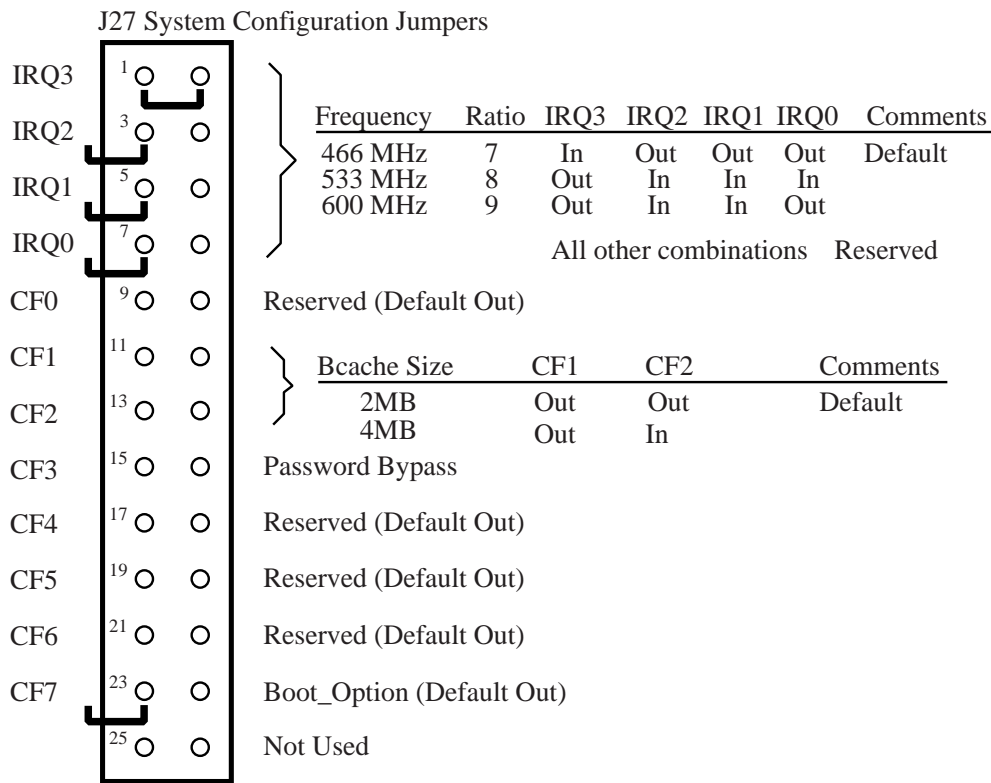 J27 System Configuration Jumpers
IRQ3 1
IRQ2 3
IRQ1 5
IRQ0 7
Frequency Ratio IRQ3 IRQ2 IRQ1 IRQ0 Comments
466 MHz 7 In Out Out Out Default
533 MHz 8 Out In In In
600 MHz 9 Out In In Out
All other combinations Reserved
CF0 9 Reserved (Default Out)
CF1 11
CF2 13
Bcache Size CF1 CF2 Comments
2MB Out Out Default
4MB Out In
CF3 15 Password Bypass
CF4 17 Reserved (Default Out)
CF5 19 Reserved (Default Out)
CF6 21 Reserved (Default Out)
CF7 23 Boot_Option (Default Out)
25 Not Used